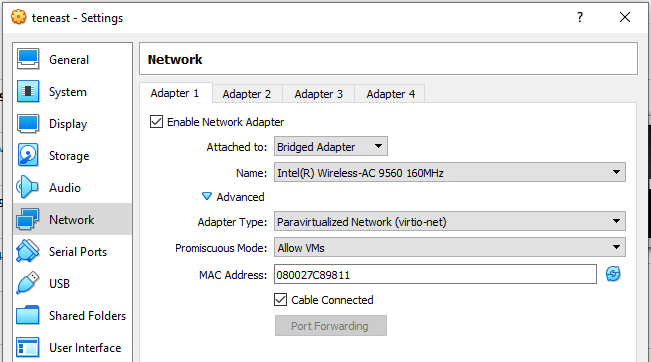 teneast - Settings
?
General
System
Display
Storage
Audio
Network
Serial Ports
USB
Shared Folders
User Interface
Network
Adapter 1 Adapter 2 Adapter 3 Adapter 4
Enable Network Adapter
Attached to: Bridged Adapter
Name: Intel(R) Wireless-AC 9560 160MHz
Advanced
Adapter Type: Paravirtualized Network (virtio-net)
Promiscuous Mode: Allow VMs
MAC Address: 080027C89811
Cable Connected
Port Forwarding